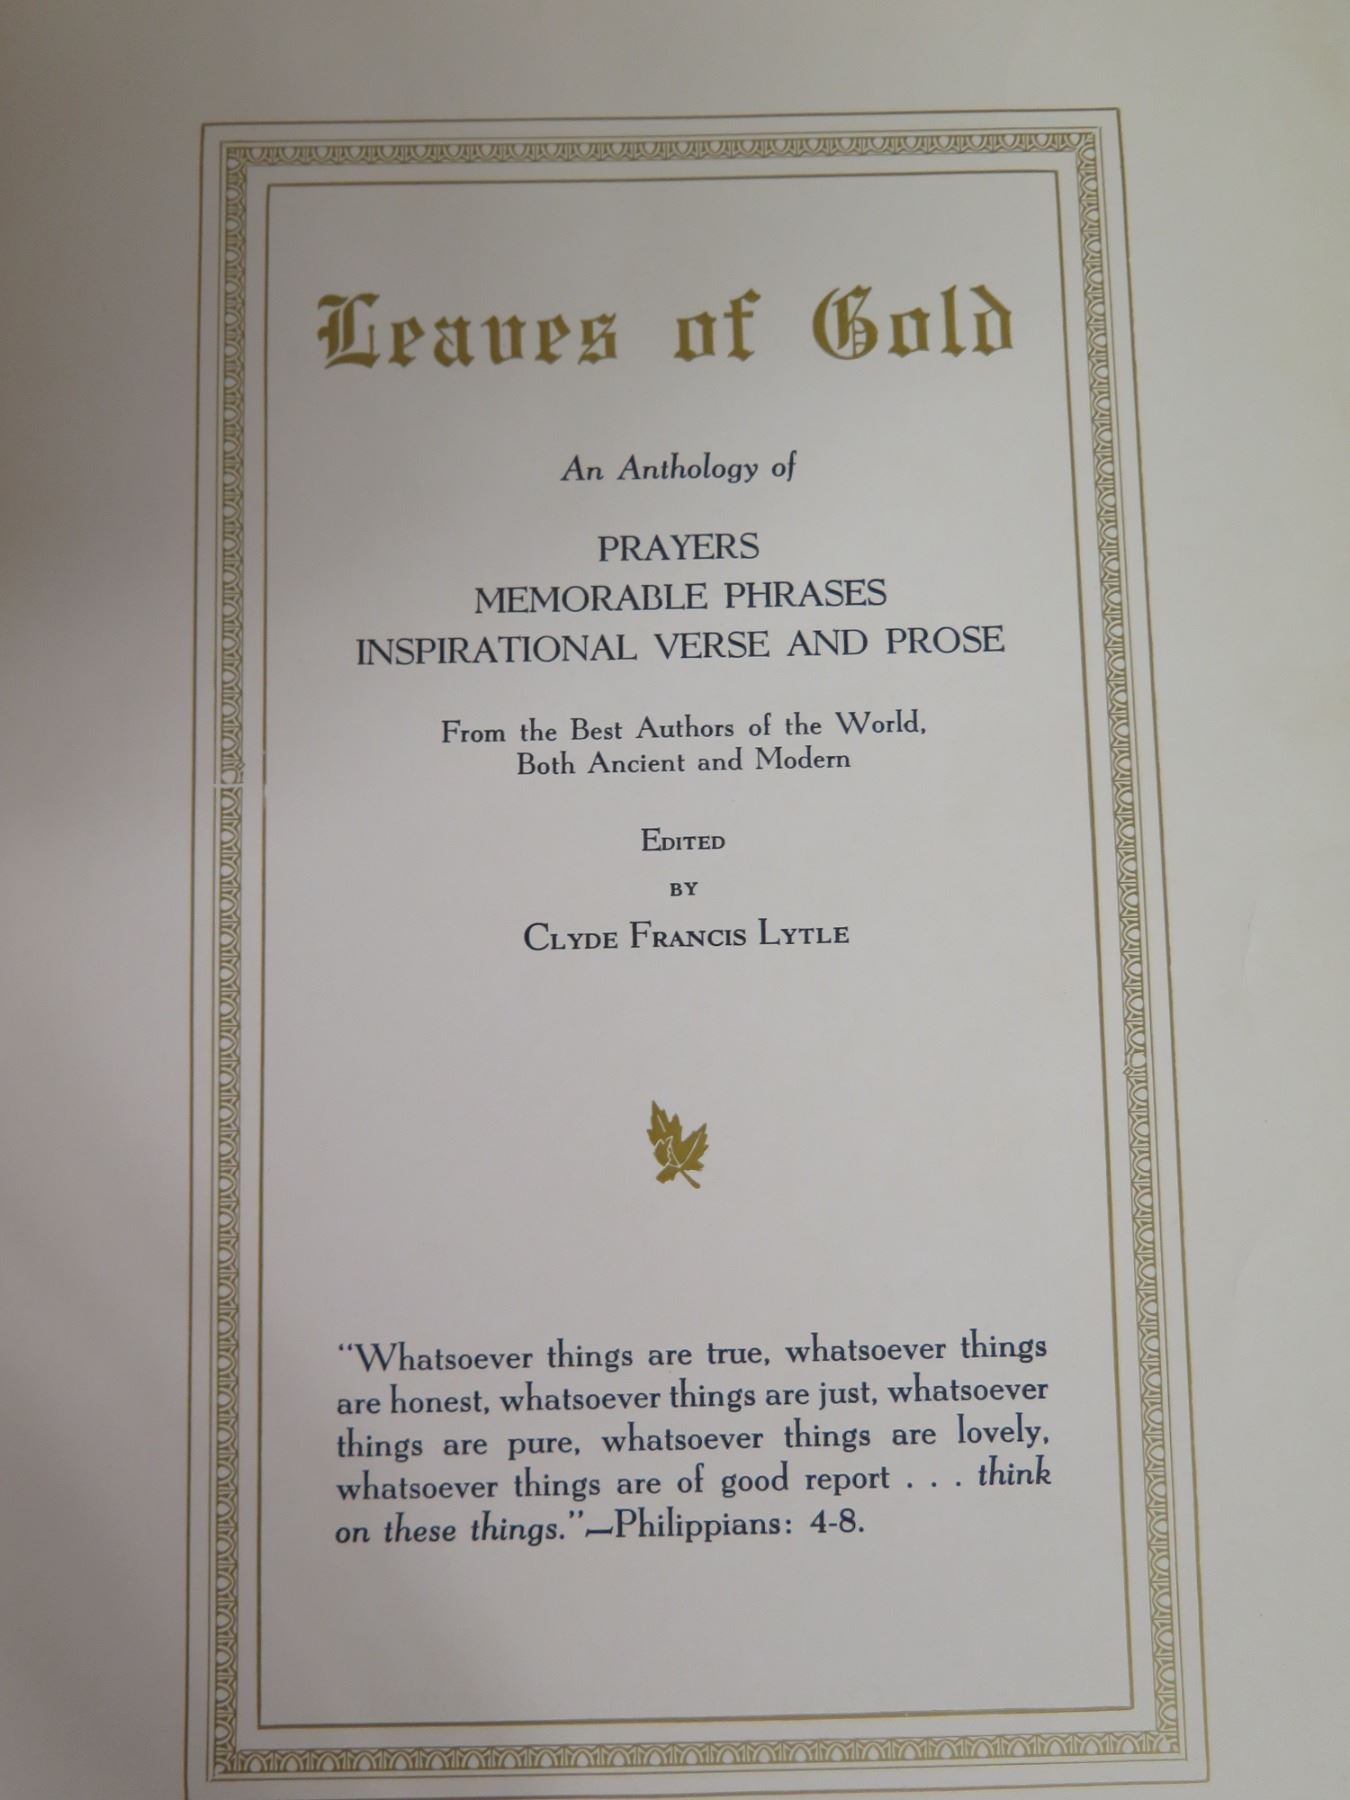 Leaves of Gold
An Anthology of
PRAYERS
MEMORABLE PHRASES
INSPIRATIONAL VERSE AND PROSE
From the Best Authors of the World,
Both Ancient and Modern
EDITED
BY
CLYDE FRANCIS LYTLE
“Whatsoever things are true, whatsoever things
are honest, whatsoever things are just, whatsoever
things are pure, whatsoever things are lovely,
whatsoever things are of good report . . . think
on these things.”—Philippians: 4-8.